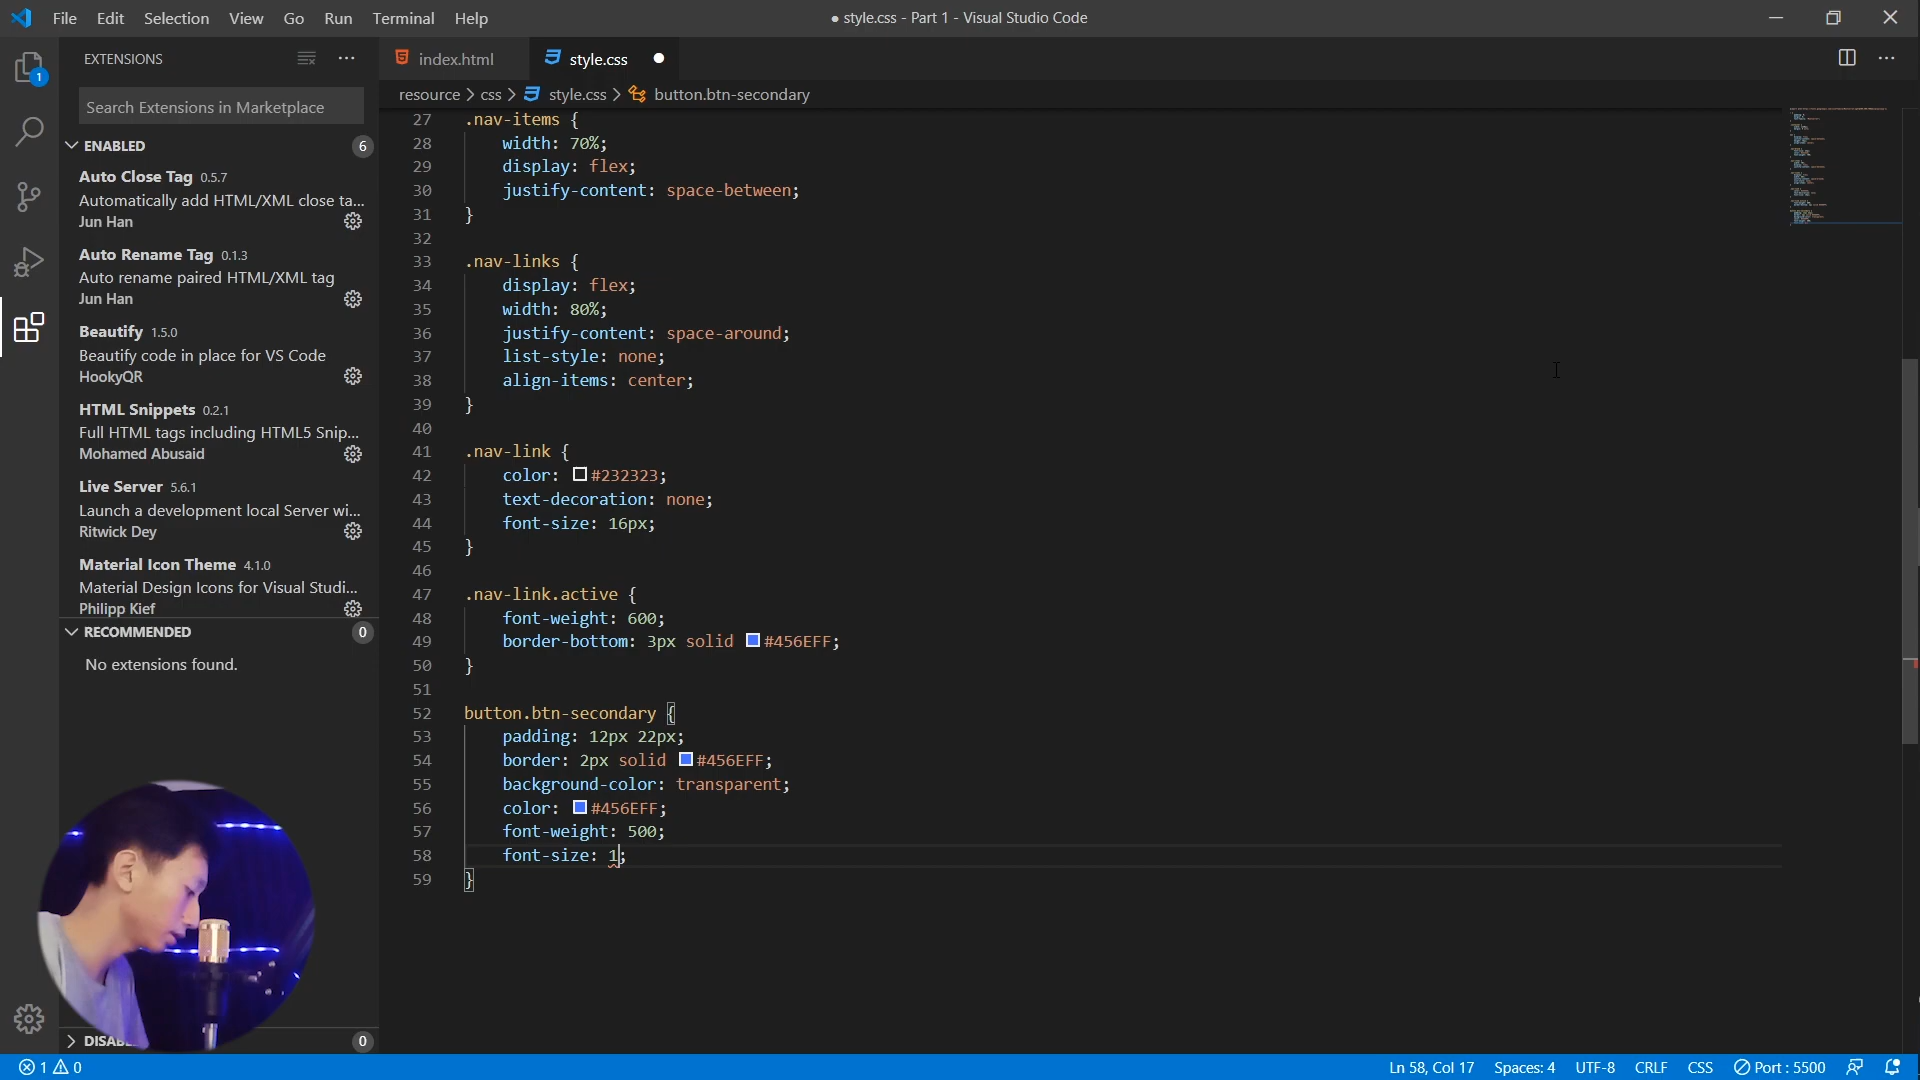 File Edit Selection View Go Run Terminal Help
● style.css - Part 1 - Visual Studio Code
1
EXTENSIONS
Search Extensions in Marketplace
ENABLED 6
Auto Close Tag 0.5.7
Automatically add HTML/XML close ta...
Jun Han
Auto Rename Tag 0.1.3
Auto rename paired HTML/XML tag
Jun Han
Beautify 1.5.0
Beautify code in place for VS Code
HookyQR
HTML Snippets 0.2.1
Full HTML tags including HTML5 Snip...
Mohamed Abusaid
Live Server 5.6.1
Launch a development local Server wi...
Ritwick Dey
Material Icon Theme 4.1.0
Material Design Icons for Visual Studi...
Philipp Kief
RECOMMENDED 0
No extensions found.
0
index.html style.css
resource > css > style.css > button.btn-secondary
27 .nav-items {
28 width: 70%;
29 display: flex;
30 justify-content: space-between;
31 }
32
33 .nav-links {
34 display: flex;
35 width: 80%;
36 justify-content: space-around;
37 list-style: none;
38 align-items: center;
39 }
40
41 .nav-link {
42 color: #232323;
43 text-decoration: none;
44 font-size: 16px;
45 }
46
47 .nav-link.active {
48 font-weight: 600;
49 border-bottom: 3px solid #456EFF;
50 }
51
52 button.btn-secondary {
53 padding: 12px 22px;
54 border: 2px solid #456EFF;
55 background-color: transparent;
56 color: #456EFF;
57 font-weight: 500;
58 font-size: 1;
59 }
1 0
Ln 58, Col 17 Spaces: 4 UTF-8 CRLF CSS Port : 5500